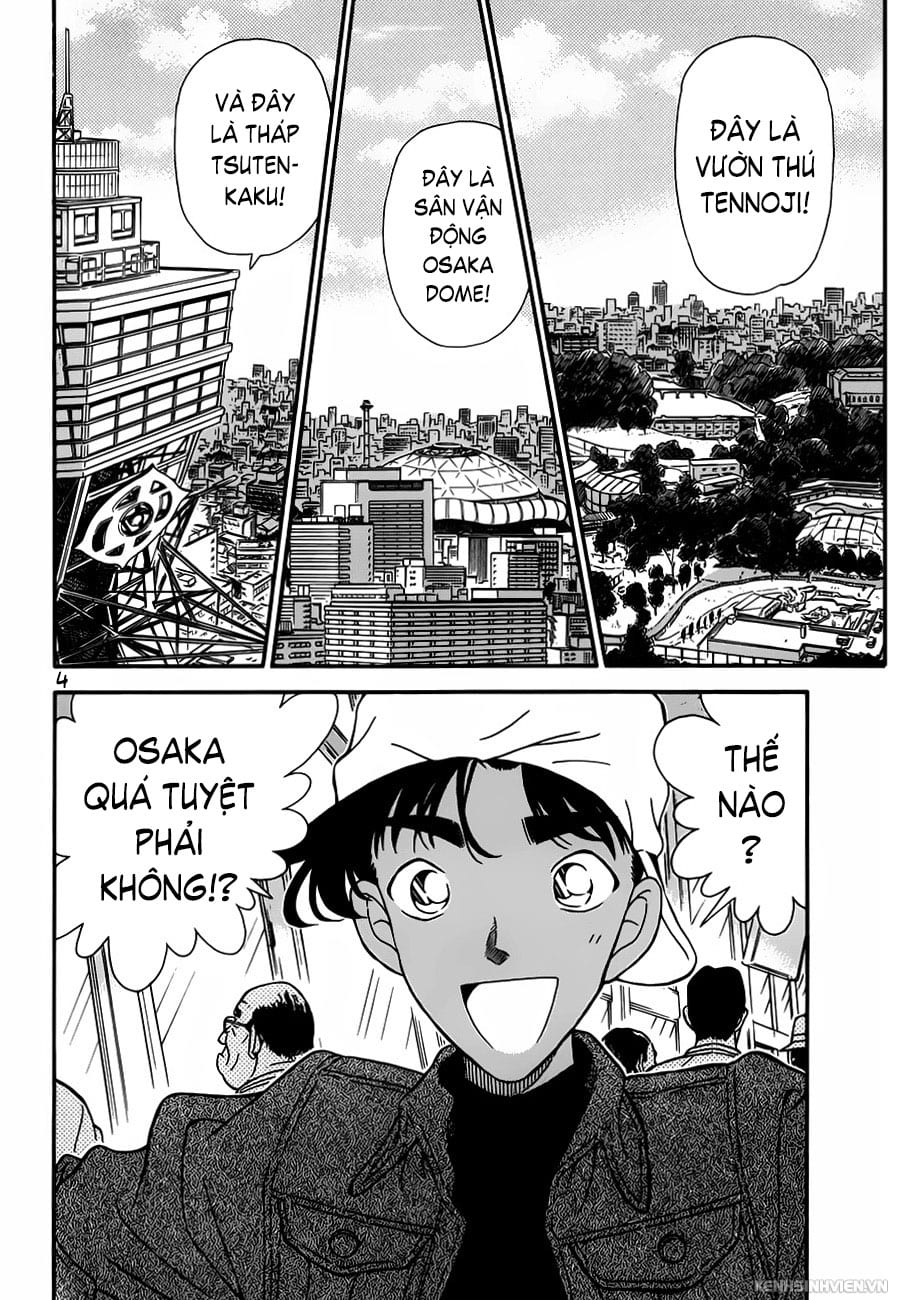 ĐÂY LÀ
VƯỜN THÚ
TENNOJI!
ĐÂY LÀ
SÂN VẬN
ĐỘNG
OSAKA
DOME!
VÀ ĐÂY
LÀ THÁP
TSUTEN-
KAKU!
4
THẾ
NÀO
?
OSAKA
QUÁ TUYỆT
PHẢI
KHÔNG!?
KENHSINHVIEN.VN